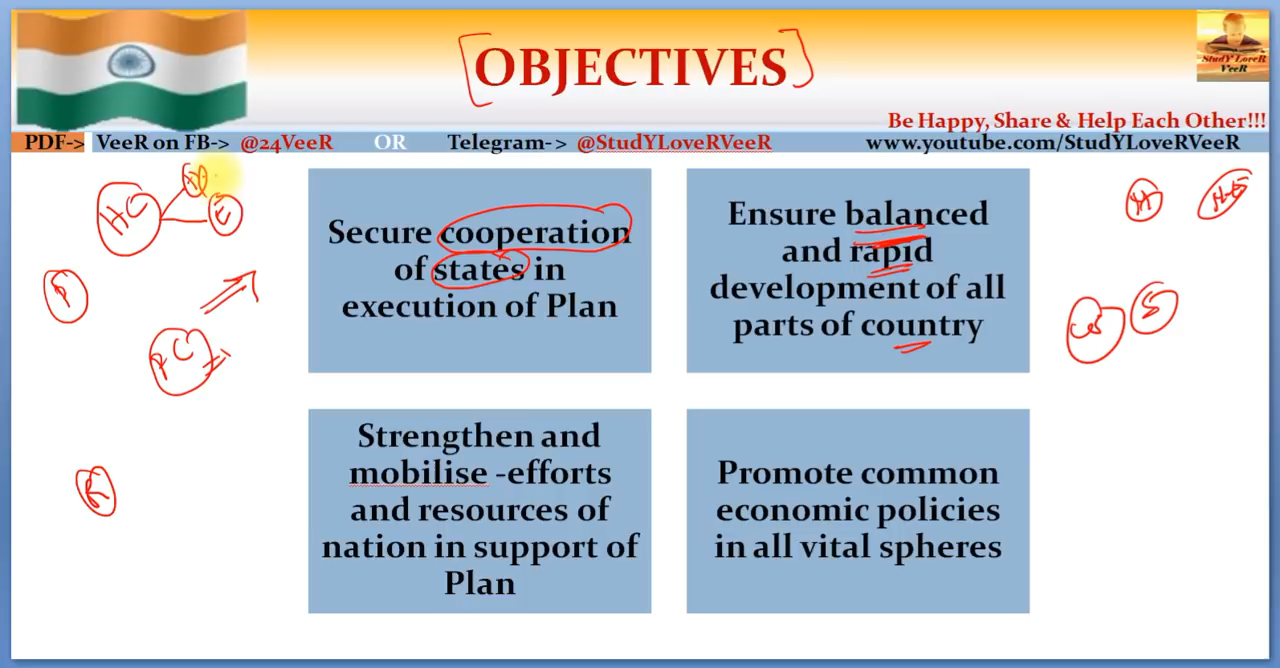 OBJECTIVES
StudY LoveR
VeeR
Be Happy, Share & Help Each Other!!!
PDF-> VeeR on FB-> @24VeeR OR Telegram-> @StudYLoveRVeeR www.youtube.com/StudYLoveRVeeR
HC
E
Secure cooperation
of states in
execution of Plan
Ensure balanced
and rapid
development of all
parts of country
H
S
Strengthen and
mobilise -efforts
and resources of
nation in support of
Plan
Promote common
economic policies
in all vital spheres
R